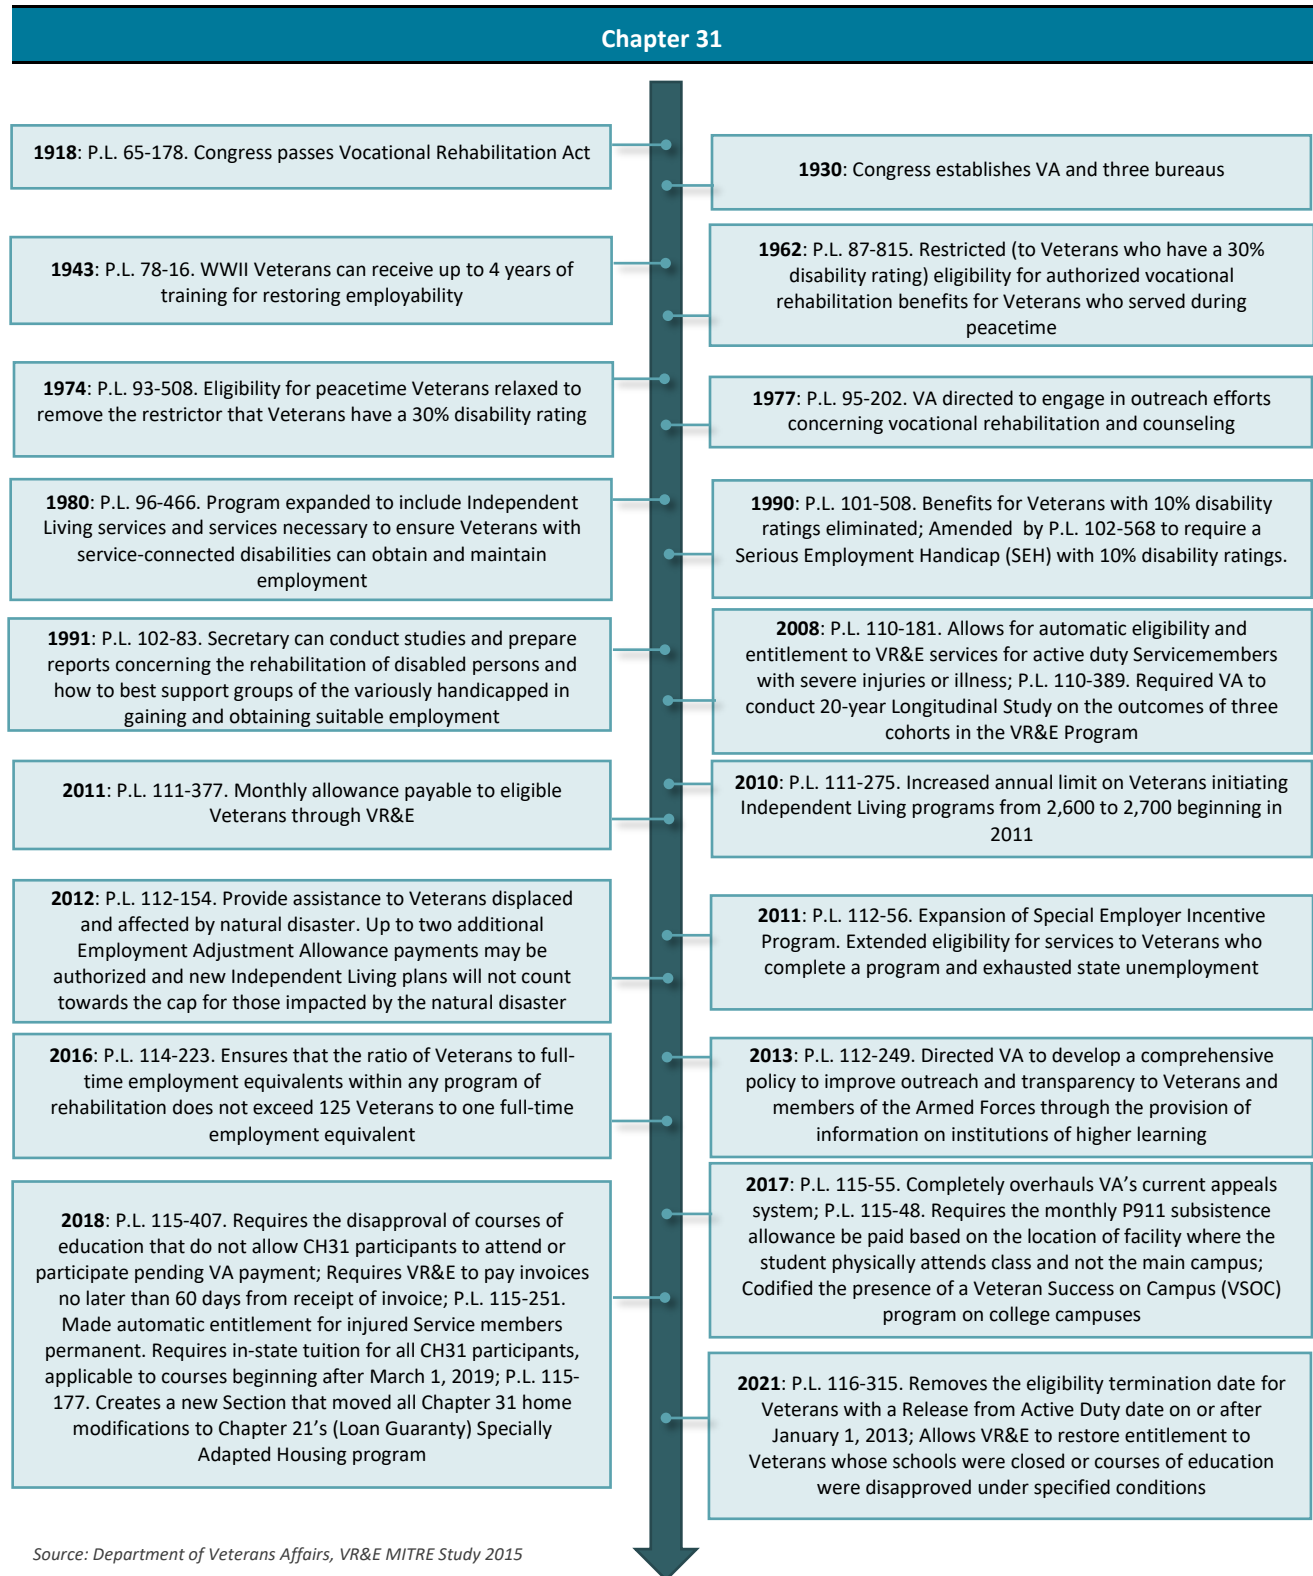 Chapter 31
1918: P.L. 65-178. Congress passes Vocational Rehabilitation Act
1930: Congress establishes VA and three bureaus
1943: P.L. 78-16. WWII Veterans can receive up to 4 years of
training for restoring employability
1962: P.L. 87-815. Restricted (to Veterans who have a 30%
disability rating) eligibility for authorized vocational
rehabilitation benefits for Veterans who served during
peacetime
1974: P.L. 93-508. Eligibility for peacetime Veterans relaxed to
remove the restrictor that Veterans have a 30% disability rating
1977: P.L. 95-202. VA directed to engage in outreach efforts
concerning vocational rehabilitation and counseling
1980: P.L. 96-466. Program expanded to include Independent
Living services and services necessary to ensure Veterans with
service-connected disabilities can obtain and maintain
employment
1990: P.L. 101-508. Benefits for Veterans with 10% disability
ratings eliminated; Amended by P.L. 102-568 to require a
Serious Employment Handicap (SEH) with 10% disability ratings.
1991: P.L. 102-83. Secretary can conduct studies and prepare
reports concerning the rehabilitation of disabled persons and
how to best support groups of the variously handicapped in
gaining and obtaining suitable employment
2008: P.L. 110-181. Allows for automatic eligibility and
entitlement to VR&E services for active duty Servicemembers
with severe injuries or illness; P.L. 110-389. Required VA to
conduct 20-year Longitudinal Study on the outcomes of three
cohorts in the VR&E Program
2011: P.L. 111-377. Monthly allowance payable to eligible
Veterans through VR&E
2010: P.L. 111-275. Increased annual limit on Veterans initiating
Independent Living programs from 2,600 to 2,700 beginning in
2011
2012: P.L. 112-154. Provide assistance to Veterans displaced
and affected by natural disaster. Up to two additional
Employment Adjustment Allowance payments may be
authorized and new Independent Living plans will not count
towards the cap for those impacted by the natural disaster
2011: P.L. 112-56. Expansion of Special Employer Incentive
Program. Extended eligibility for services to Veterans who
complete a program and exhausted state unemployment
2016: P.L. 114-223. Ensures that the ratio of Veterans to full-
time employment equivalents within any program of
rehabilitation does not exceed 125 Veterans to one full-time
employment equivalent
2013: P.L. 112-249. Directed VA to develop a comprehensive
policy to improve outreach and transparency to Veterans and
members of the Armed Forces through the provision of
information on institutions of higher learning
2018: P.L. 115-407. Requires the disapproval of courses of
education that do not allow CH31 participants to attend or
participate pending VA payment; Requires VR&E to pay invoices
no later than 60 days from receipt of invoice; P.L. 115-251.
Made automatic entitlement for injured Service members
permanent. Requires in-state tuition for all CH31 participants,
applicable to courses beginning after March 1, 2019; P.L. 115-
177. Creates a new Section that moved all Chapter 31 home
modifications to Chapter 21's (Loan Guaranty) Specially
Adapted Housing program
2017: P.L. 115-55. Completely overhauls VA's current appeals
system; P.L. 115-48. Requires the monthly P911 subsistence
allowance be paid based on the location of facility where the
student physically attends class and not the main campus;
Codified the presence of a Veteran Success on Campus (VSOC)
program on college campuses
2021: P.L. 116-315. Removes the eligibility termination date for
Veterans with a Release from Active Duty date on or after
January 1, 2013; Allows VR&E to restore entitlement to
Veterans whose schools were closed or courses of education
were disapproved under specified conditions
Source: Department of Veterans Affairs, VR&E MITRE Study 2015